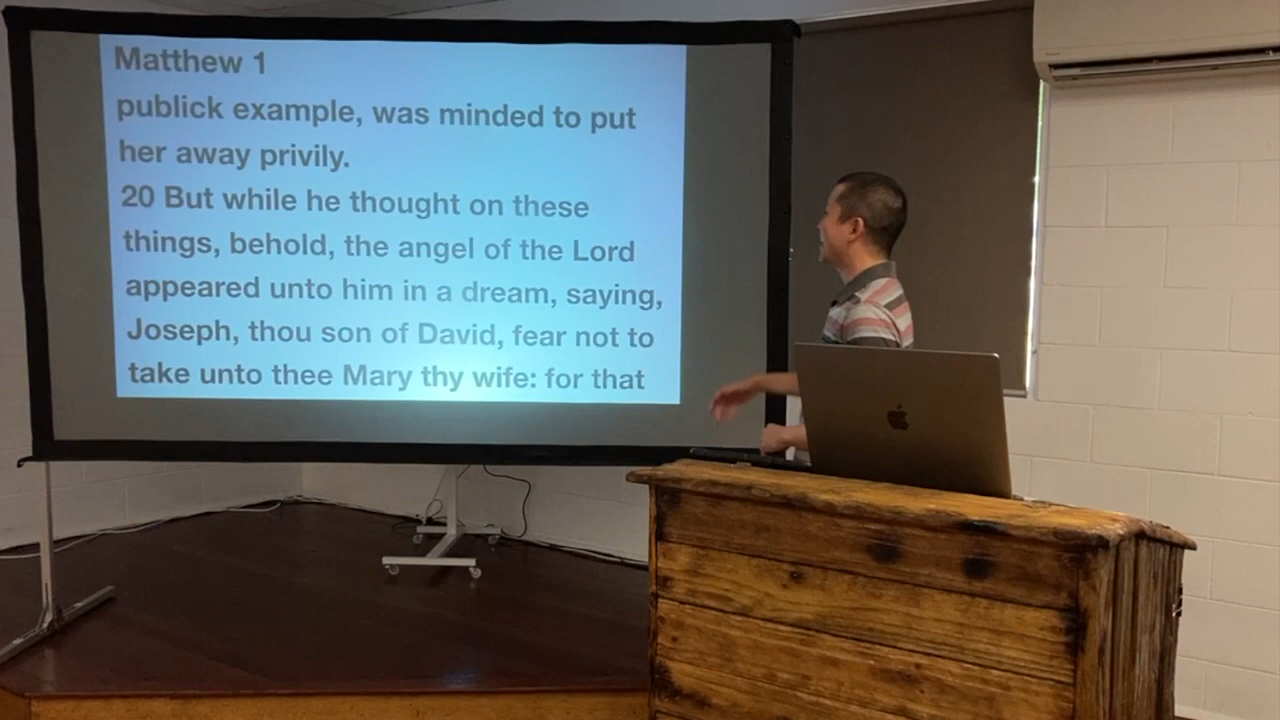 Matthew 1
publick example, was minded to put
her away privily.
20 But while he thought on these
things, behold, the angel of the Lord
appeared unto him in a dream, saying,
Joseph, thou son of David, fear not to
take unto thee Mary thy wife: for that